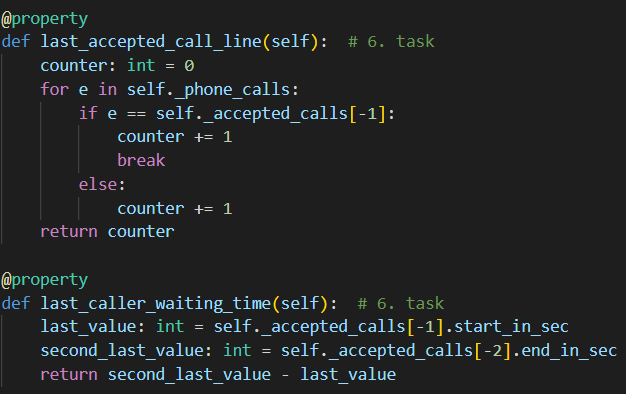 @property
def last_accepted_call_line(self):  # 6. task
    counter: int = 0
    for e in self._phone_calls:
        if e == self._accepted_calls[-1]:
            counter += 1
            break
        else:
            counter += 1
    return counter

@property
def last_caller_waiting_time(self):  # 6. task
    last_value: int = self._accepted_calls[-1].start_in_sec
    second_last_value: int = self._accepted_calls[-2].end_in_sec
    return second_last_value - last_value